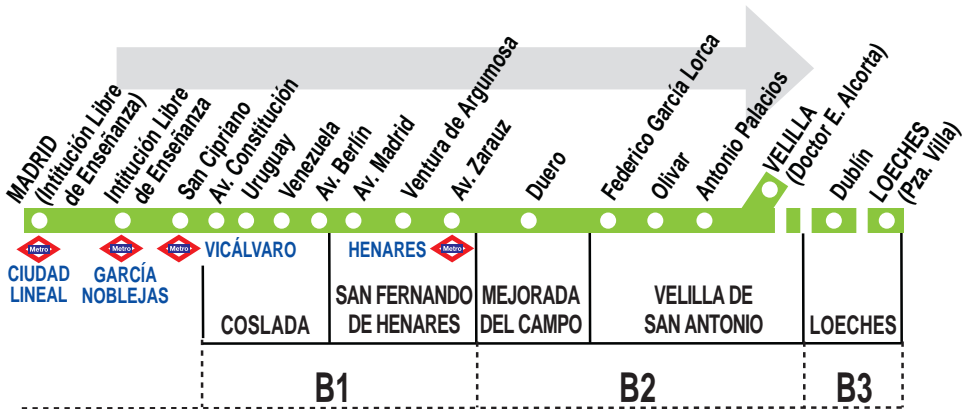 MADRID
(Intitución Libre
de Enseñanza)
Intitución Libre
de Enseñanza
San Cipriano
Av. Constitución
Uruguay
Venezuela
Av. Berlín
Av. Madrid
Ventura de Argumosa
Av. Zarauz
Duero
Federico García Lorca
Olivar
Antonio Palacios
VELILLA
(Doctor E. Alcorta)
Dublín
LOECHES
(Pza. Villa)
Metro
CIUDAD
LINEAL
Metro
GARCÍA
NOBLEJAS
Metro
VICÁLVARO
HENARES
Metro
COSLADA
SAN FERNANDO
DE HENARES
MEJORADA
DEL CAMPO
VELILLA DE
SAN ANTONIO
LOECHES
B1
B2
B3